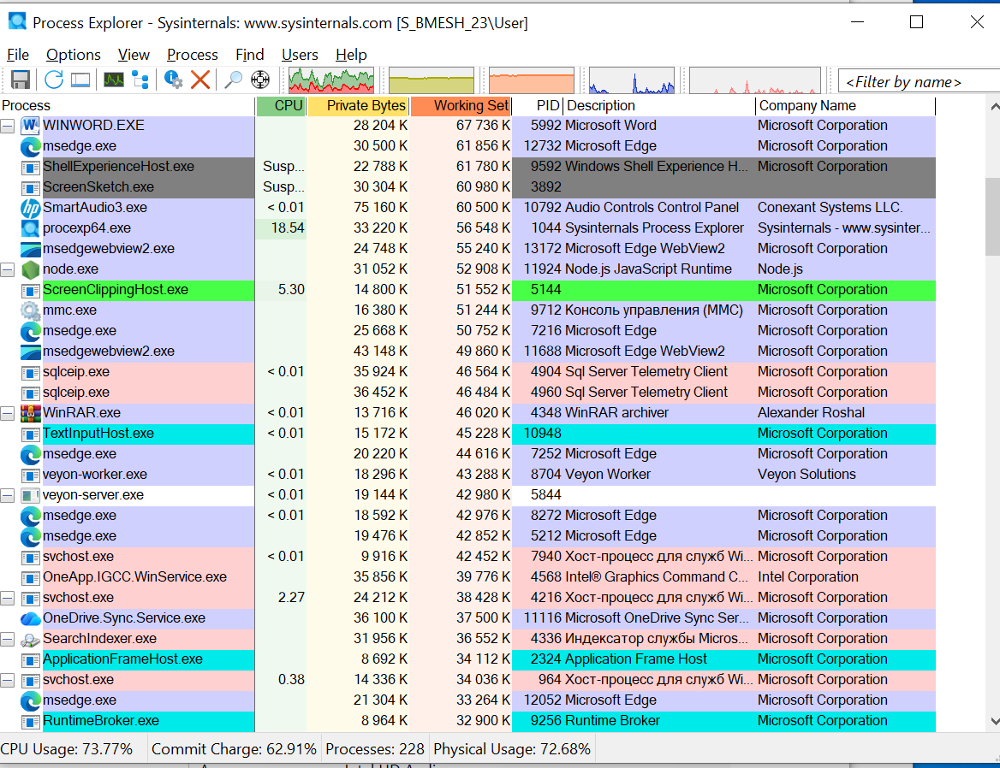 Process Explorer - Sysinternals: www.sysinternals.com [S_BMESH_23\User]
File Options View Process Find Users Help
<Filter by name>
Process CPU Private Bytes Working Set PID Description Company Name
WINWORD.EXE 28 204 K 67 736 K 5992 Microsoft Word Microsoft Corporation
msedge.exe 30 500 K 61 856 K 12732 Microsoft Edge Microsoft Corporation
ShellExperienceHost.exe Susp... 22 788 K 61 780 K 9592 Windows Shell Experience H... Microsoft Corporation
ScreenSketch.exe Susp... 30 304 K 60 980 K 3892
SmartAudio3.exe < 0.01 75 160 K 60 500 K 10792 Audio Controls Control Panel Conexant Systems LLC.
procexp64.exe 18.54 33 220 K 56 548 K 1044 Sysinternals Process Explorer Sysinternals - www.sysinter...
msedgewebview2.exe 24 748 K 55 240 K 13172 Microsoft Edge WebView2 Microsoft Corporation
node.exe 31 052 K 52 908 K 11924 Node.js JavaScript Runtime Node.js
ScreenClippingHost.exe 5.30 14 800 K 51 552 K 5144 Microsoft Corporation
mmc.exe 16 380 K 51 244 K 9712 Консоль управления (MMC) Microsoft Corporation
msedge.exe 25 668 K 50 752 K 7216 Microsoft Edge Microsoft Corporation
msedgewebview2.exe 43 148 K 49 860 K 11688 Microsoft Edge WebView2 Microsoft Corporation
sqlceip.exe < 0.01 35 924 K 46 564 K 4904 Sql Server Telemetry Client Microsoft Corporation
sqlceip.exe 36 452 K 46 484 K 4960 Sql Server Telemetry Client Microsoft Corporation
WinRAR.exe < 0.01 13 716 K 46 020 K 4348 WinRAR archiver Alexander Roshal
TextInputHost.exe < 0.01 15 172 K 45 228 K 10948 Microsoft Corporation
msedge.exe 20 220 K 44 616 K 7252 Microsoft Edge Microsoft Corporation
veyon-worker.exe < 0.01 18 296 K 43 288 K 8704 Veyon Worker Veyon Solutions
veyon-server.exe < 0.01 19 144 K 42 980 K 5844
msedge.exe < 0.01 18 592 K 42 976 K 8272 Microsoft Edge Microsoft Corporation
msedge.exe 19 476 K 42 852 K 5212 Microsoft Edge Microsoft Corporation
svchost.exe < 0.01 9 916 K 42 452 K 7940 Хост-процесс для служб Wi... Microsoft Corporation
OneApp.IGCC.WinService.exe 35 856 K 39 776 K 4568 Intel® Graphics Command C... Intel Corporation
svchost.exe 2.27 24 212 K 38 428 K 4216 Хост-процесс для служб Wi... Microsoft Corporation
OneDrive.Sync.Service.exe 36 100 K 37 500 K 11116 Microsoft OneDrive Sync Ser... Microsoft Corporation
SearchIndexer.exe 31 956 K 36 552 K 4336 Индексатор службы Micros... Microsoft Corporation
ApplicationFrameHost.exe 8 692 K 34 112 K 2324 Application Frame Host Microsoft Corporation
svchost.exe 0.38 14 336 K 34 036 K 964 Хост-процесс для служб Wi... Microsoft Corporation
msedge.exe 21 304 K 33 264 K 12052 Microsoft Edge Microsoft Corporation
RuntimeBroker.exe 8 964 K 32 900 K 9256 Runtime Broker Microsoft Corporation
CPU Usage: 73.77% Commit Charge: 62.91% Processes: 228 Physical Usage: 72.68%